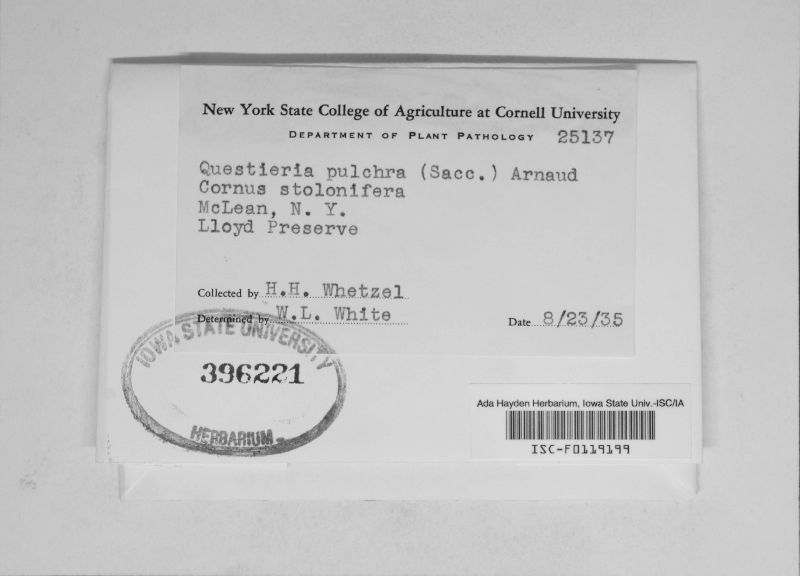 New York State College of Agriculture at Cornell University
DEPARTMENT OF PLANT PATHOLOGY 25137
Questieria pulchra (Sacc.) Arnaud
Cornus stolonifera
McLean, N. Y.
Lloyd Preserve
Collected by H.H. Whetzel
Determined by W.L. White
Date 8/23/35
IOWA STATE UNIVERSITY
396221
HERBARIUM
Ada Hayden Herbarium, Iowa State Univ.-ISC/IA
ISC-F0119199